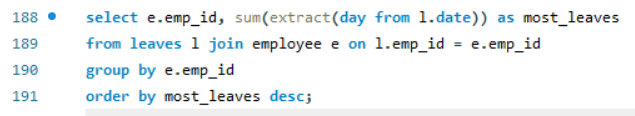 188 select e.emp_id, sum(extract(day from l.date)) as most_leaves
189 from leaves l join employee e on l.emp_id = e.emp_id
190 group by e.emp_id
191 order by most_leaves desc;